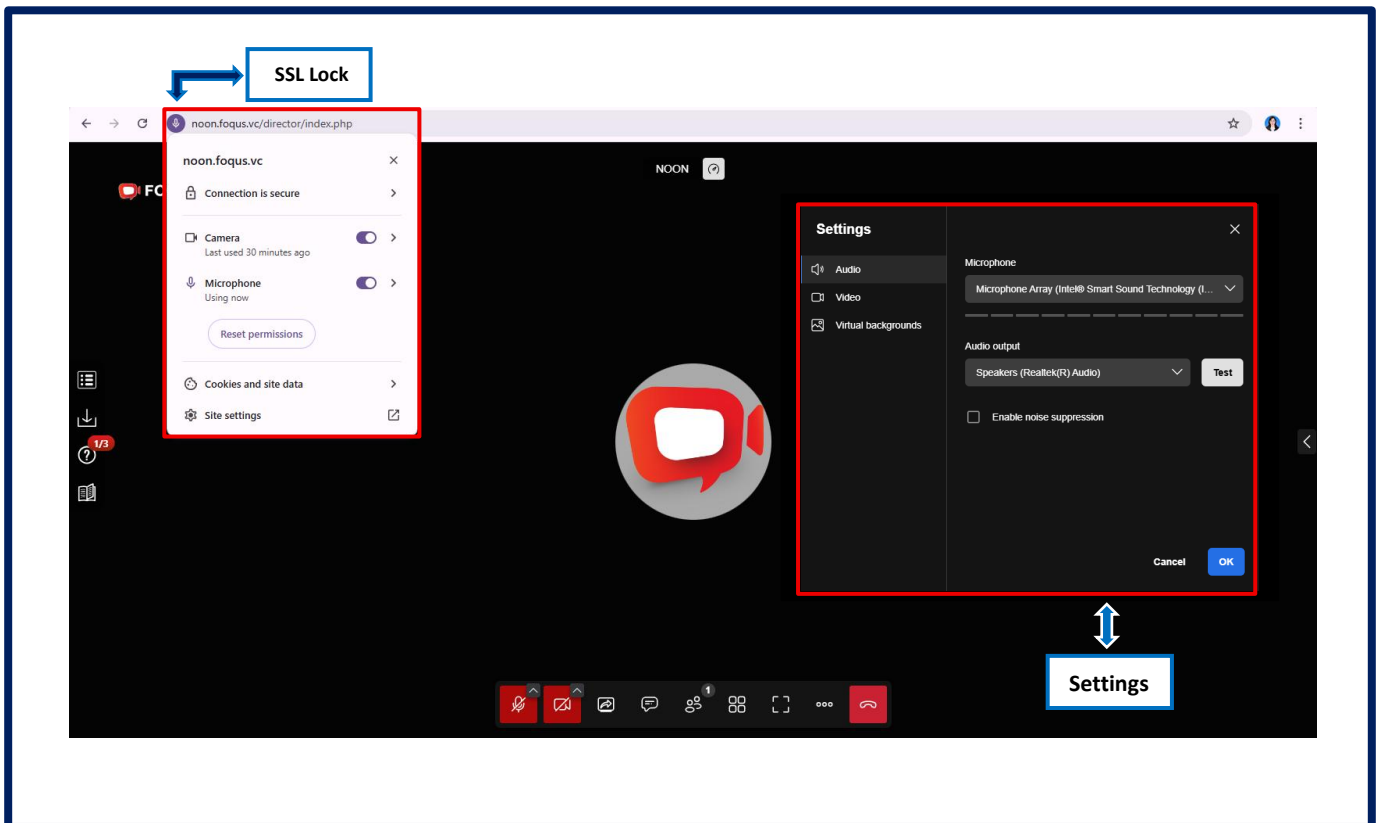 SSL Lock
noon.foqus.vc/director/index.php
noon.foqus.vc
Connection is secure
Camera
Last used 30 minutes ago
Microphone
Using now
Reset permissions
Cookies and site data
Site settings
FO
NOON
1/3
Settings
Audio
Video
Virtual backgrounds
Microphone
Microphone Array (Intel® Smart Sound Technology (I...
Audio output
Speakers (Realtek(R) Audio)
Test
Enable noise suppression
Cancel
OK
Settings
1